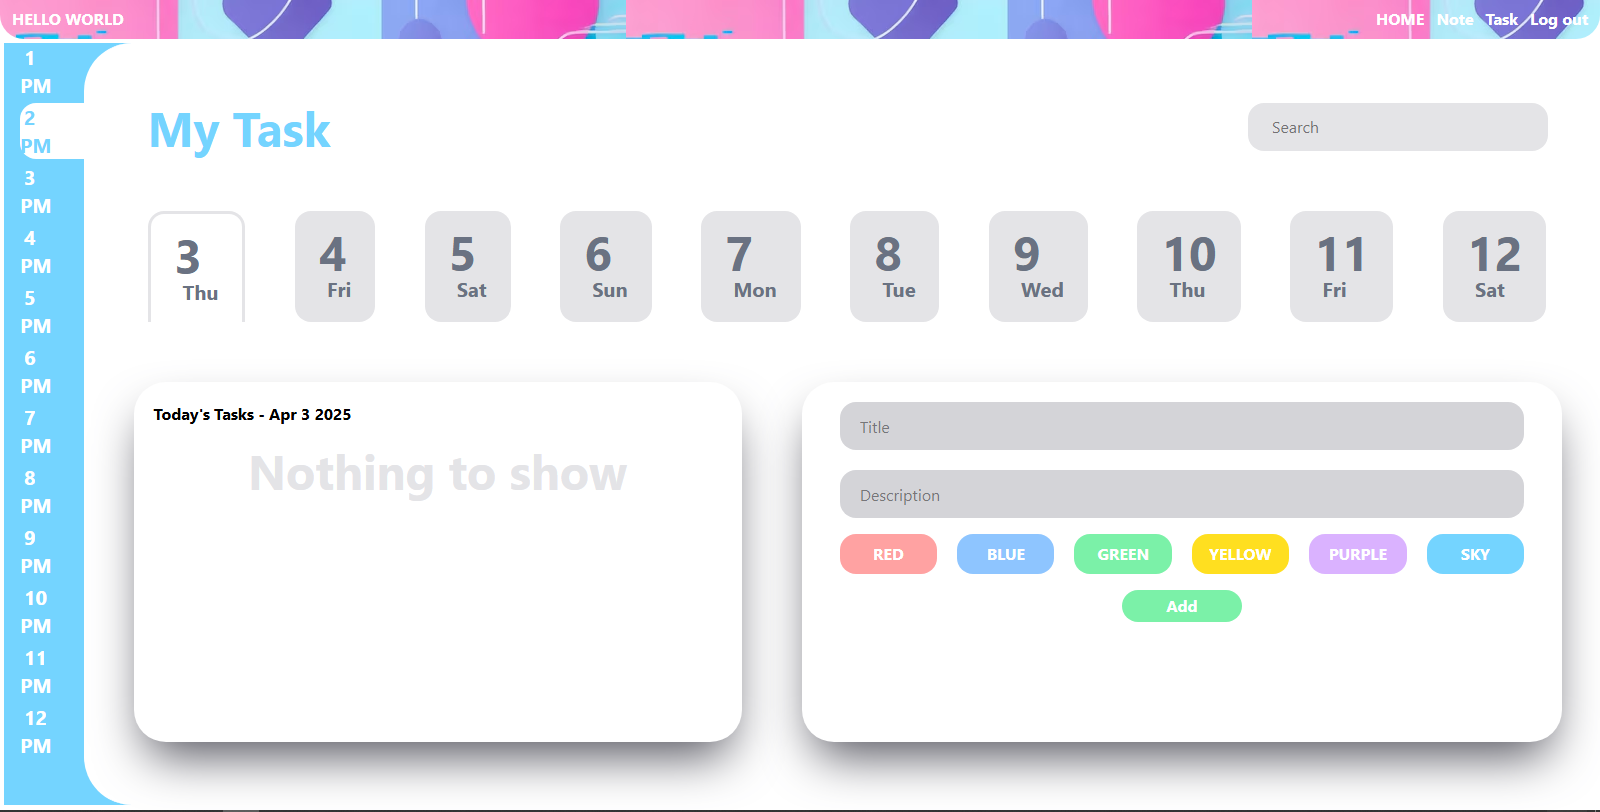 HELLO WORLD
HOME Note Task Log out
1
PM
2
PM
3
PM
4
PM
5
PM
6
PM
7
PM
8
PM
9
PM
10
PM
11
PM
12
PM
My Task
Search
3
Thu
4
Fri
5
Sat
6
Sun
7
Mon
8
Tue
9
Wed
10
Thu
11
Fri
12
Sat
Today's Tasks - Apr 3 2025
Nothing to show
Title
Description
RED BLUE GREEN YELLOW PURPLE SKY
Add